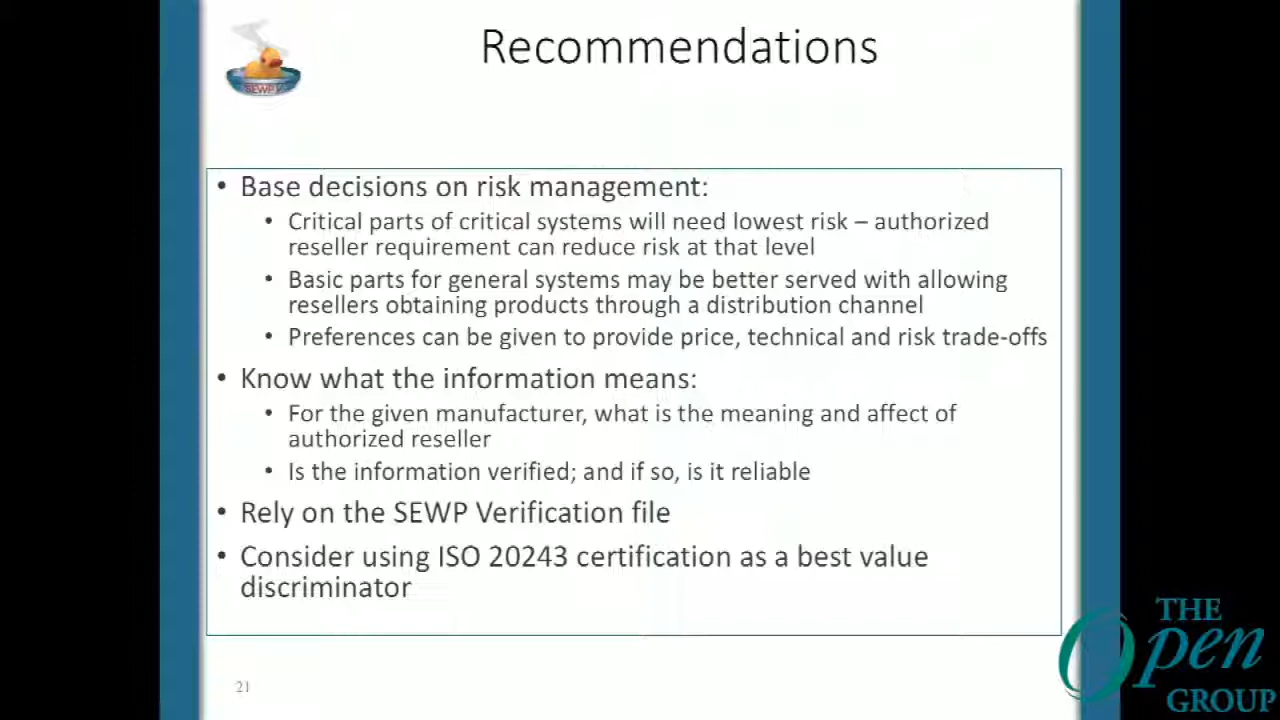 Recommendations
SEWP V
• Base decisions on risk management:
• Critical parts of critical systems will need lowest risk – authorized
reseller requirement can reduce risk at that level
• Basic parts for general systems may be better served with allowing
resellers obtaining products through a distribution channel
• Preferences can be given to provide price, technical and risk trade-offs
• Know what the information means:
• For the given manufacturer, what is the meaning and affect of
authorized reseller
• Is the information verified; and if so, is it reliable
• Rely on the SEWP Verification file
• Consider using ISO 20243 certification as a best value
discriminator
21
THE
Open
GROUP